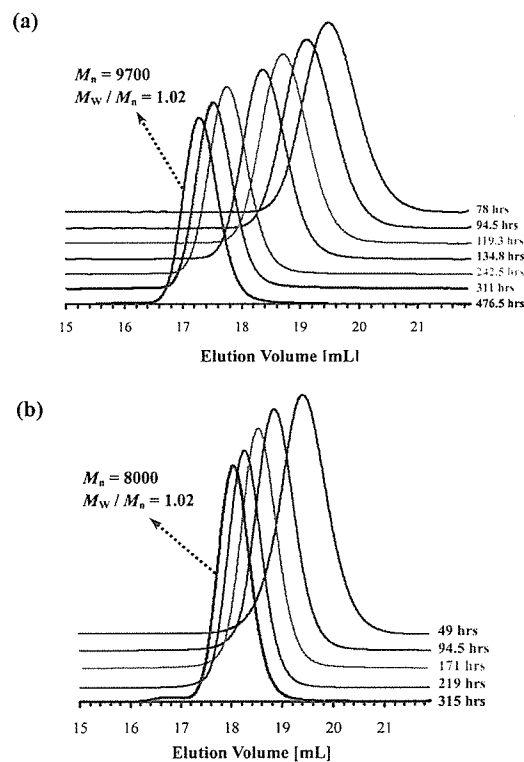 (a)
Mn = 9700
MW / Mn = 1.02
78 hrs
94.5 hrs
119.3 hrs
134.8 hrs
242.5 hrs
311 hrs
476.5 hrs
15 16 17 18 19 20 21
Elution Volume [mL]
(b)
Mn = 8000
MW / Mn = 1.02
49 hrs
94.5 hrs
171 hrs
219 hrs
315 hrs
15 16 17 18 19 20 21
Elution Volume [mL]